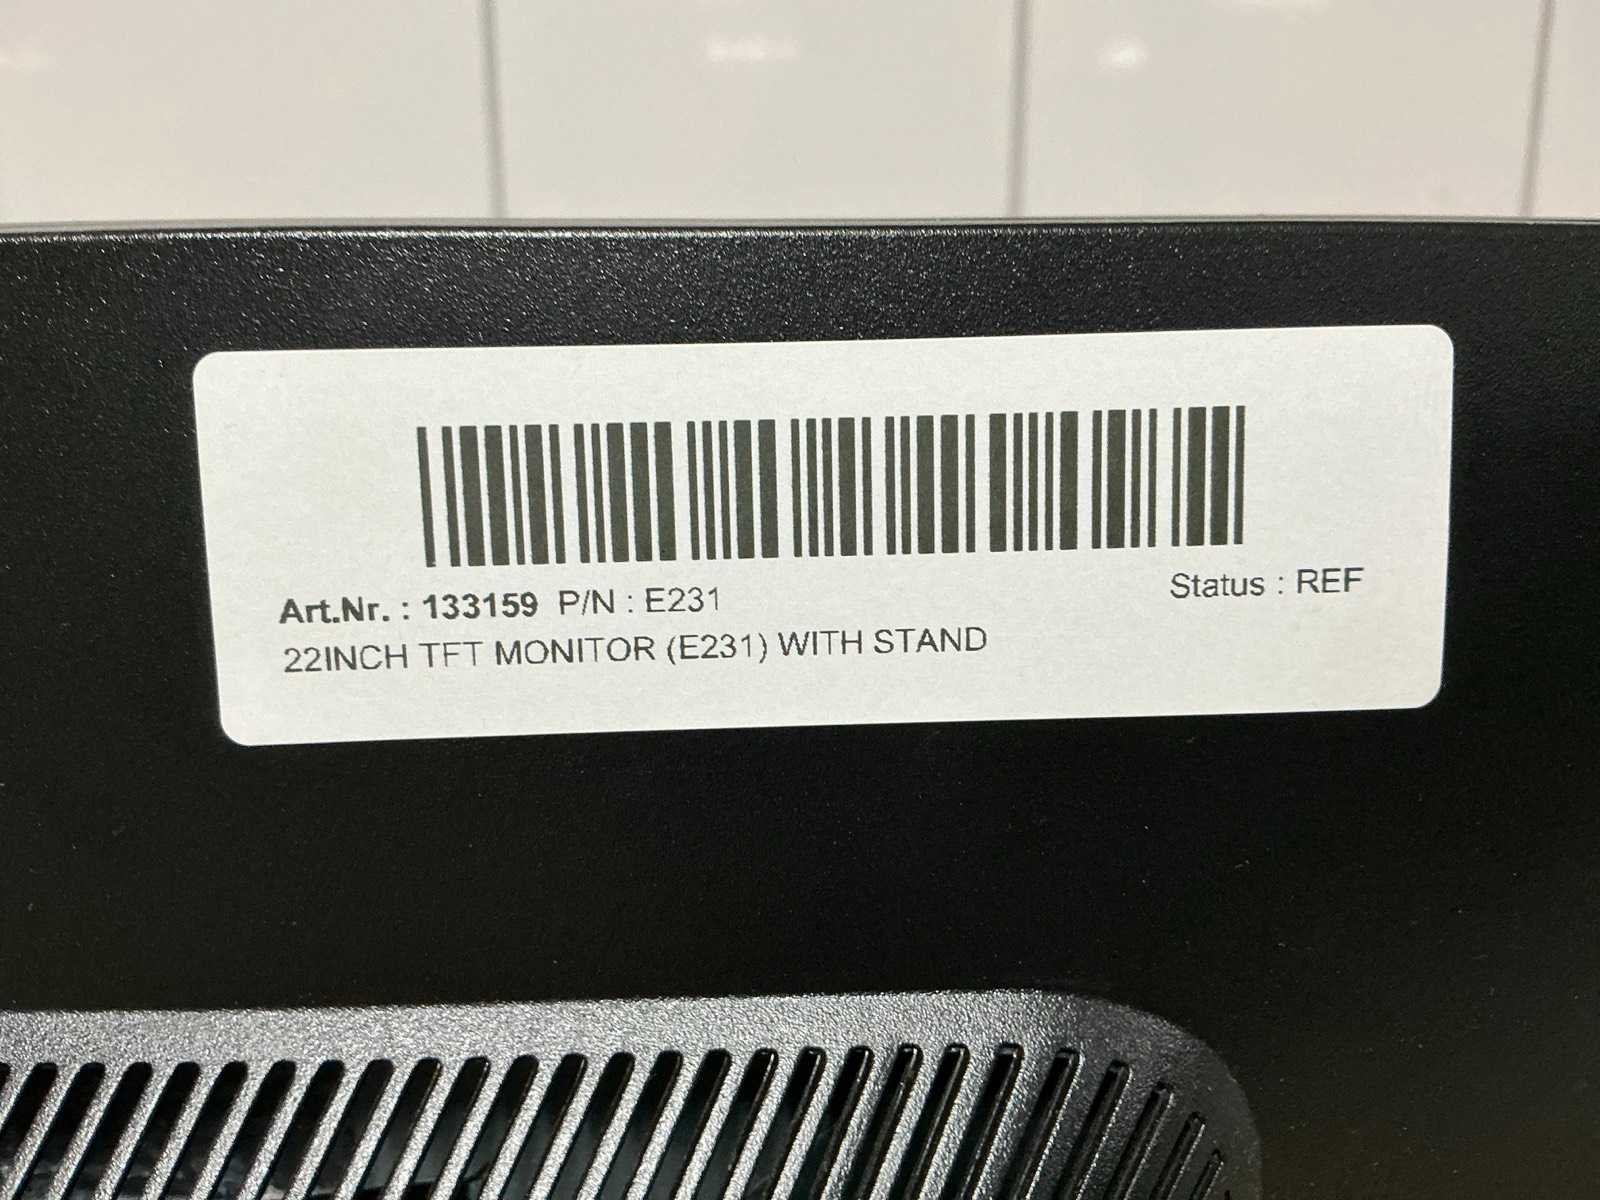 Art.Nr. : 133159 P/N : E231 Status : REF
22INCH TFT MONITOR (E231) WITH STAND